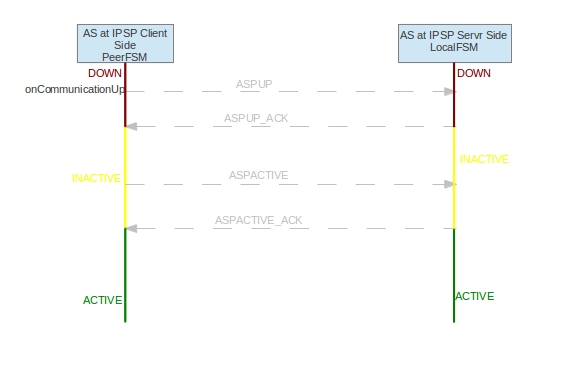 AS at IPSP Client
Side
PeerFSM
AS at IPSP Servr Side
LocalFSM
DOWN
DOWN
onCommunicationUp
ASPUP
ASPUP_ACK
INACTIVE
INACTIVE
ASPACTIVE
ASPACTIVE_ACK
ACTIVE
ACTIVE